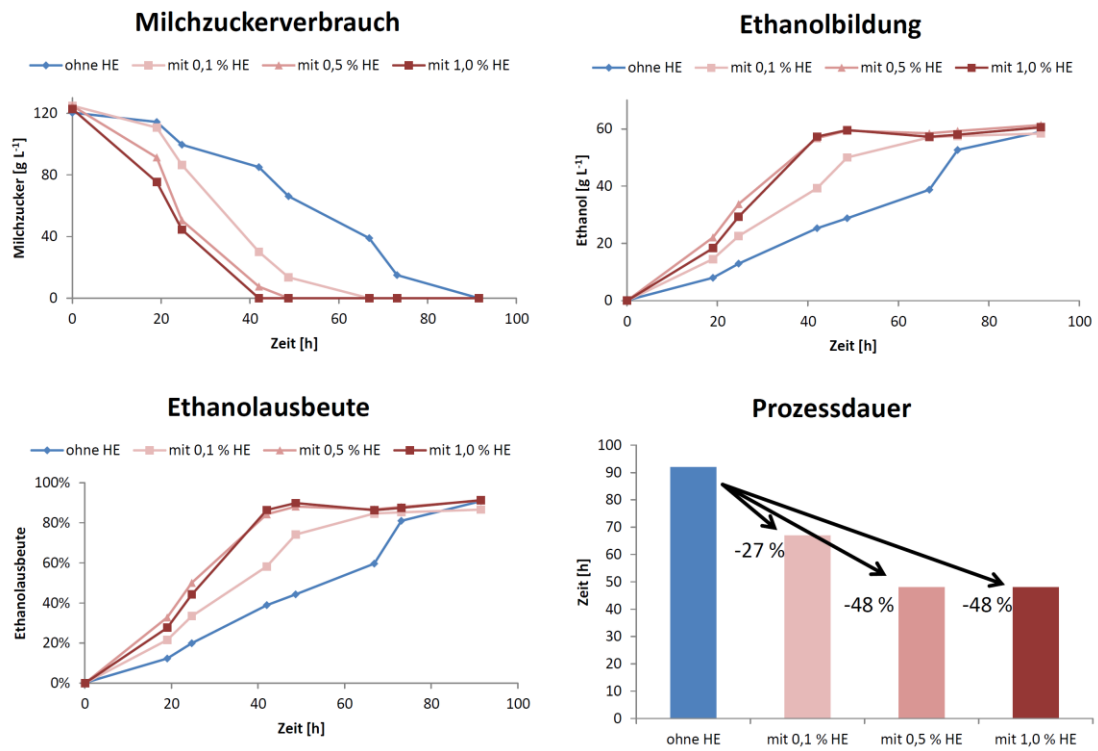 Milchzuckerverbrauch
ohne HE mit 0,1 % HE mit 0,5 % HE mit 1,0 % HE
Milchzucker [g L-1]
120
80
40
0
0 20 40 60 80 100
Zeit [h]
Ethanolbildung
ohne HE mit 0,1 % HE mit 0,5 % HE mit 1,0 % HE
Ethanol [g L-1]
60
40
20
0
0 20 40 60 80 100
Zeit [h]
Ethanolausbeute
ohne HE mit 0,1 % HE mit 0,5 % HE mit 1,0 % HE
Ethanolausbeute
100%
80%
60%
40%
20%
0%
0 20 40 60 80 100
Zeit [h]
Prozessdauer
Zeit [h]
100
90
80
70
60
50
40
30
20
10
0
-27 %
-48 %
-48 %
ohne HE mit 0,1 % HE mit 0,5 % HE mit 1,0 % HE